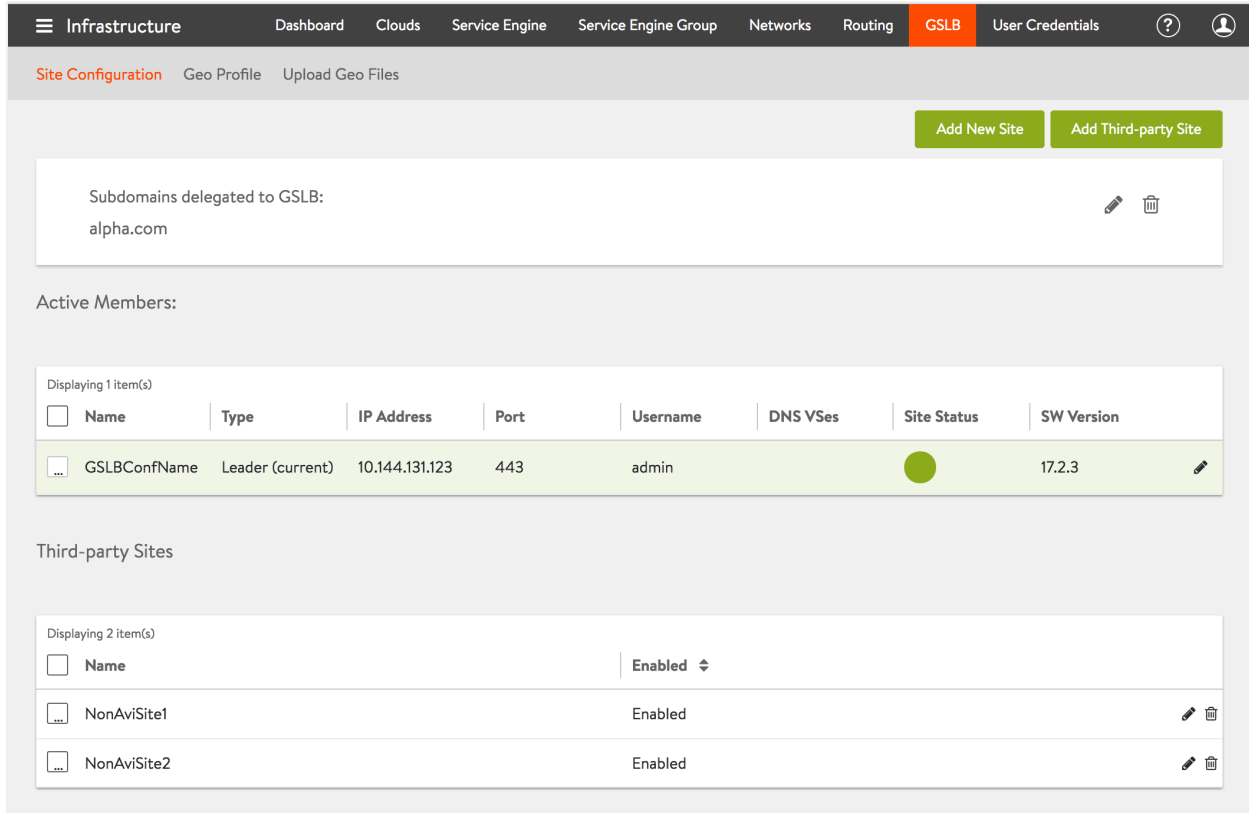 Infrastructure Dashboard Clouds Service Engine Service Engine Group Networks Routing GSLB User Credentials ?
Site Configuration Geo Profile Upload Geo Files
Add New Site Add Third-party Site
Subdomains delegated to GSLB:
alpha.com
Active Members:
Displaying 1 item(s)
Name Type IP Address Port Username DNS VSes Site Status SW Version
... GSLBConfName Leader (current) 10.144.131.123 443 admin 17.2.3
Third-party Sites
Displaying 2 item(s)
Name Enabled
... NonAviSite1 Enabled
... NonAviSite2 Enabled